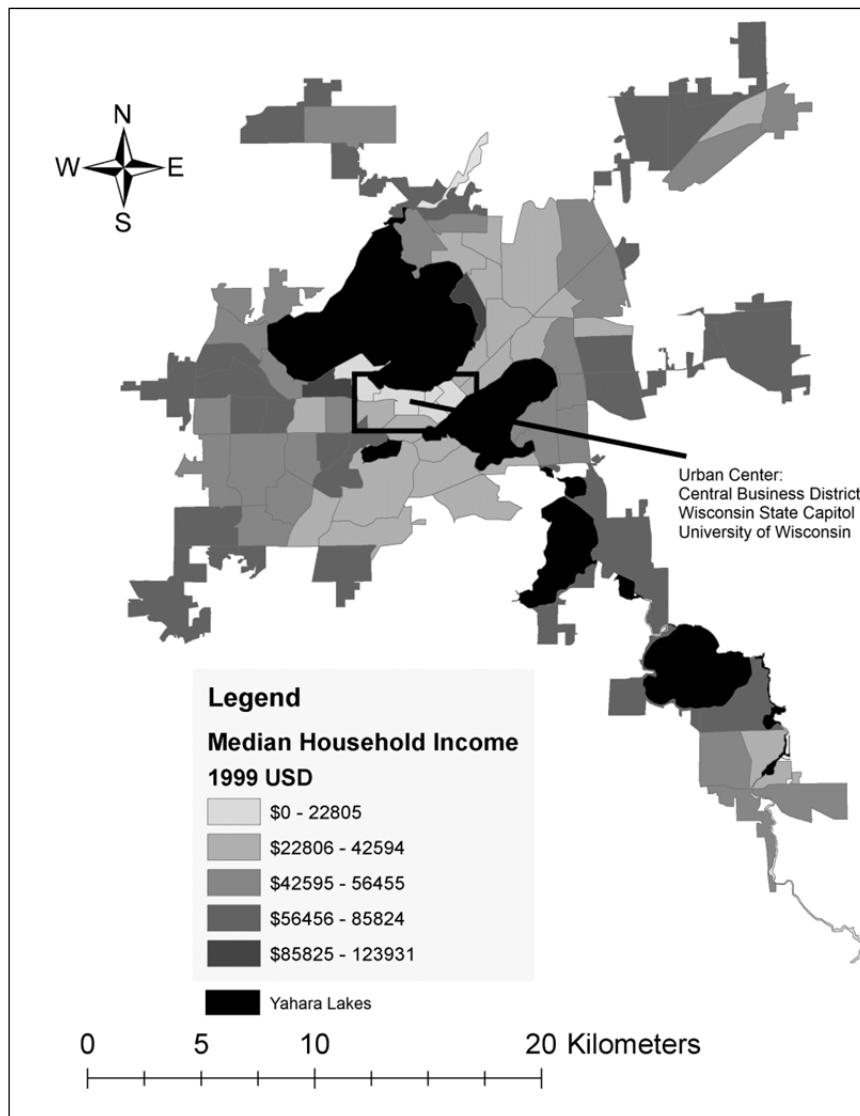 N
W E
S
Urban Center:
Central Business District
Wisconsin State Capitol
University of Wisconsin
Legend
Median Household Income
1999 USD
$0 - 22805
$22806 - 42594
$42595 - 56455
$56456 - 85824
$85825 - 123931
Yahara Lakes
0 5 10 20 Kilometers